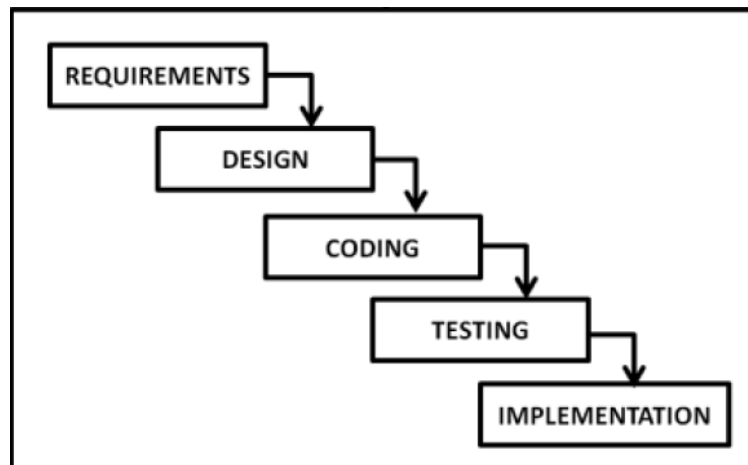 REQUIREMENTS
DESIGN
CODING
TESTING
IMPLEMENTATION